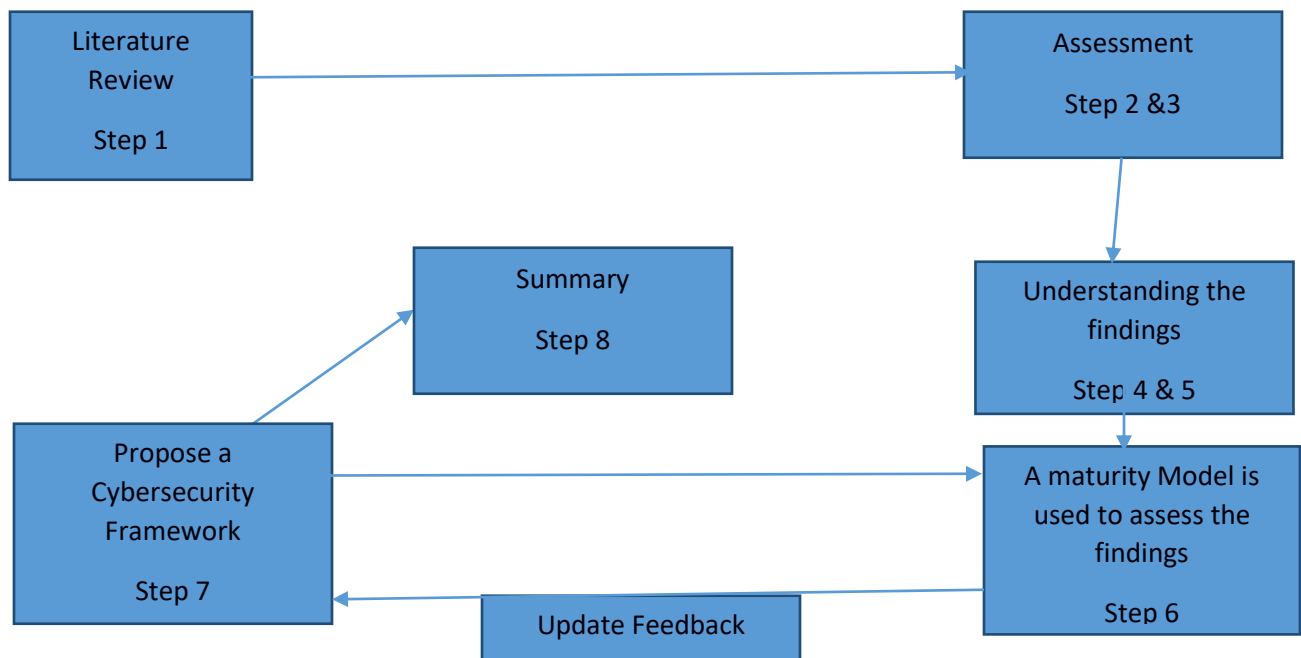 Literature
Review
Step 1
Assessment
Step 2 &3
Summary
Step 8
Understanding the
findings
Step 4 & 5
Propose a
Cybersecurity
Framework
Step 7
A maturity Model is
used to assess the
findings
Step 6
Update Feedback